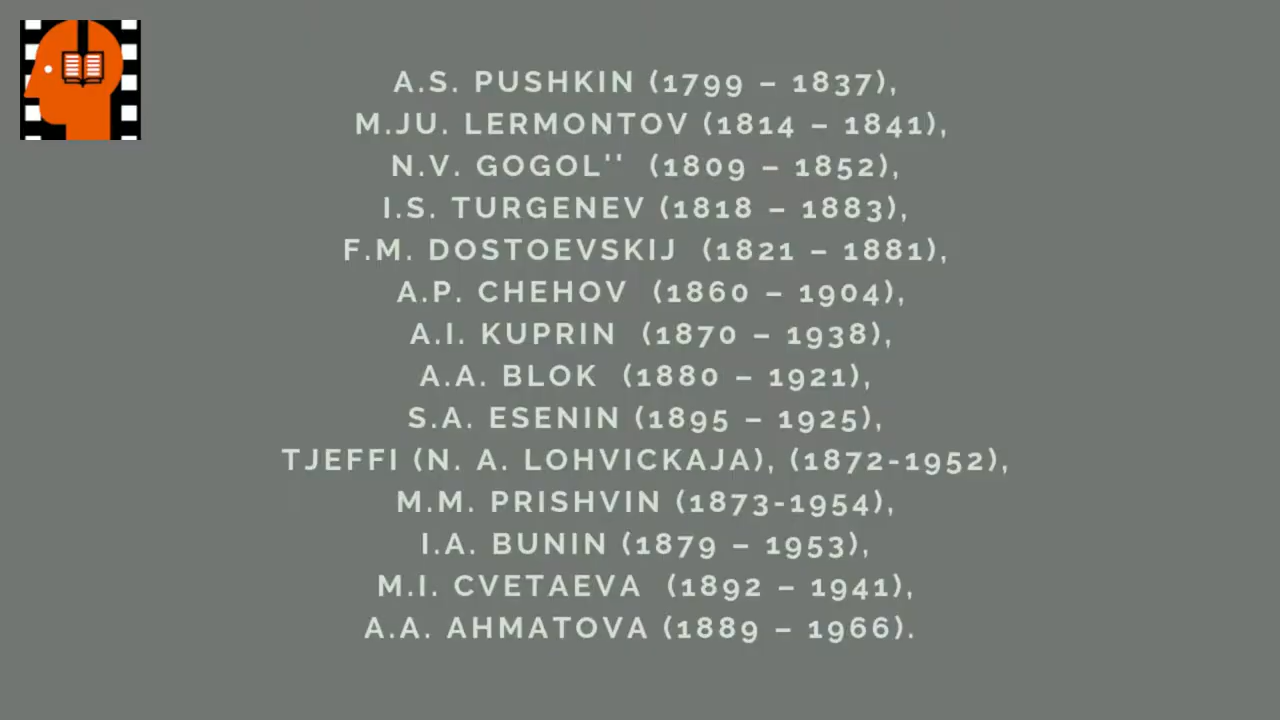 A.S. PUSHKIN (1799 – 1837),
M.JU. LERMONTOV (1814 – 1841),
N.V. GOGOL'' (1809 – 1852),
I.S. TURGENEV (1818 – 1883),
F.M. DOSTOEVSKIJ (1821 – 1881),
A.P. CHEHOV (1860 – 1904),
A.I. KUPRIN (1870 – 1938),
A.A. BLOK (1880 – 1921),
S.A. ESENIN (1895 – 1925),
TJEFFI (N. A. LOHVICKAJA), (1872-1952),
M.M. PRISHVIN (1873-1954),
I.A. BUNIN (1879 – 1953),
M.I. CVETAEVA (1892 – 1941),
A.A. AHMATOVA (1889 – 1966).